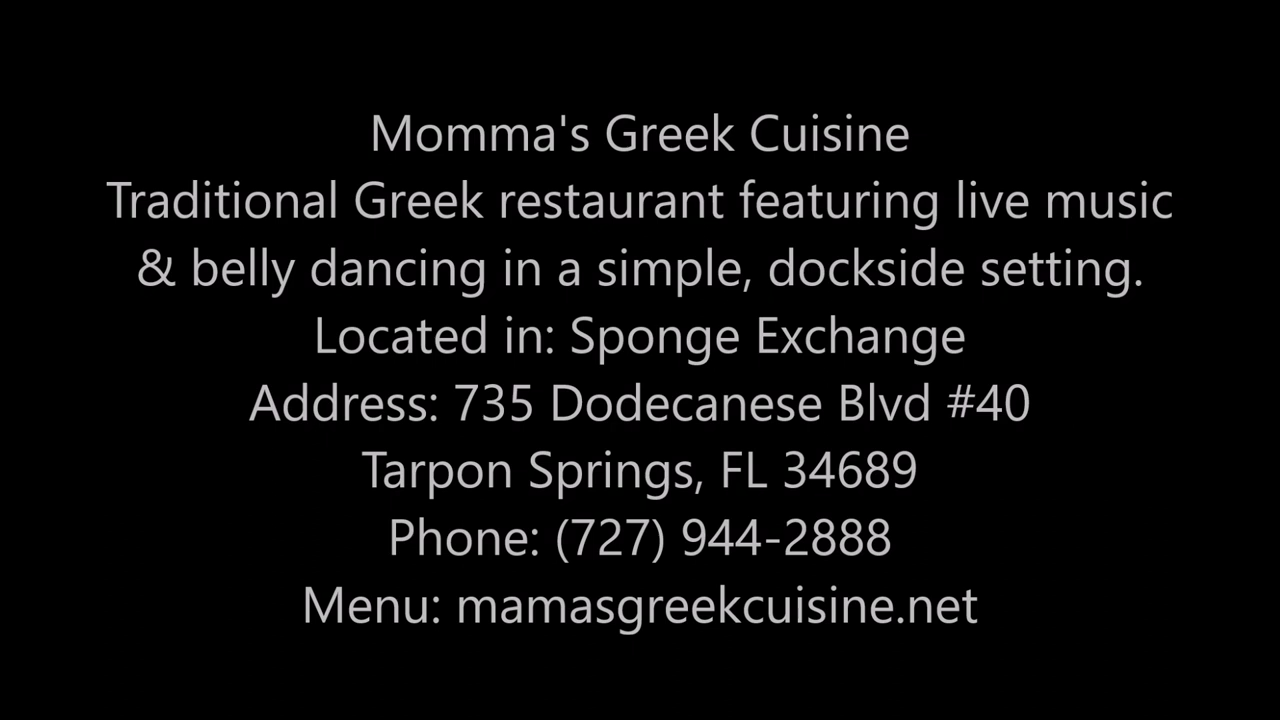 Momma's Greek Cuisine
Traditional Greek restaurant featuring live music
& belly dancing in a simple, dockside setting.
Located in: Sponge Exchange
Address: 735 Dodecanese Blvd #40
Tarpon Springs, FL 34689
Phone: (727) 944-2888
Menu: mamasgreekcuisine.net